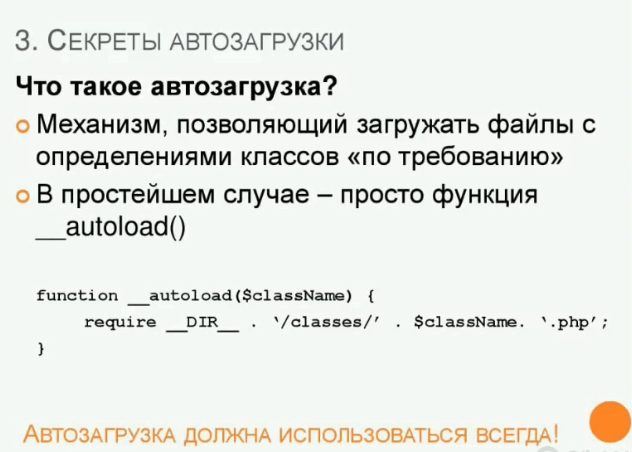 3. Секреты автозагрузки
Что такое автозагрузка?
Механизм, позволяющий загружать файлы с
определениями классов «по требованию»
В простейшем случае – просто функция
__autoload()
function __autoload($className) {
require __DIR__ . ‘/classes/’ . $className. ‘.php’;
}
Автозагрузка должна использоваться всегда!